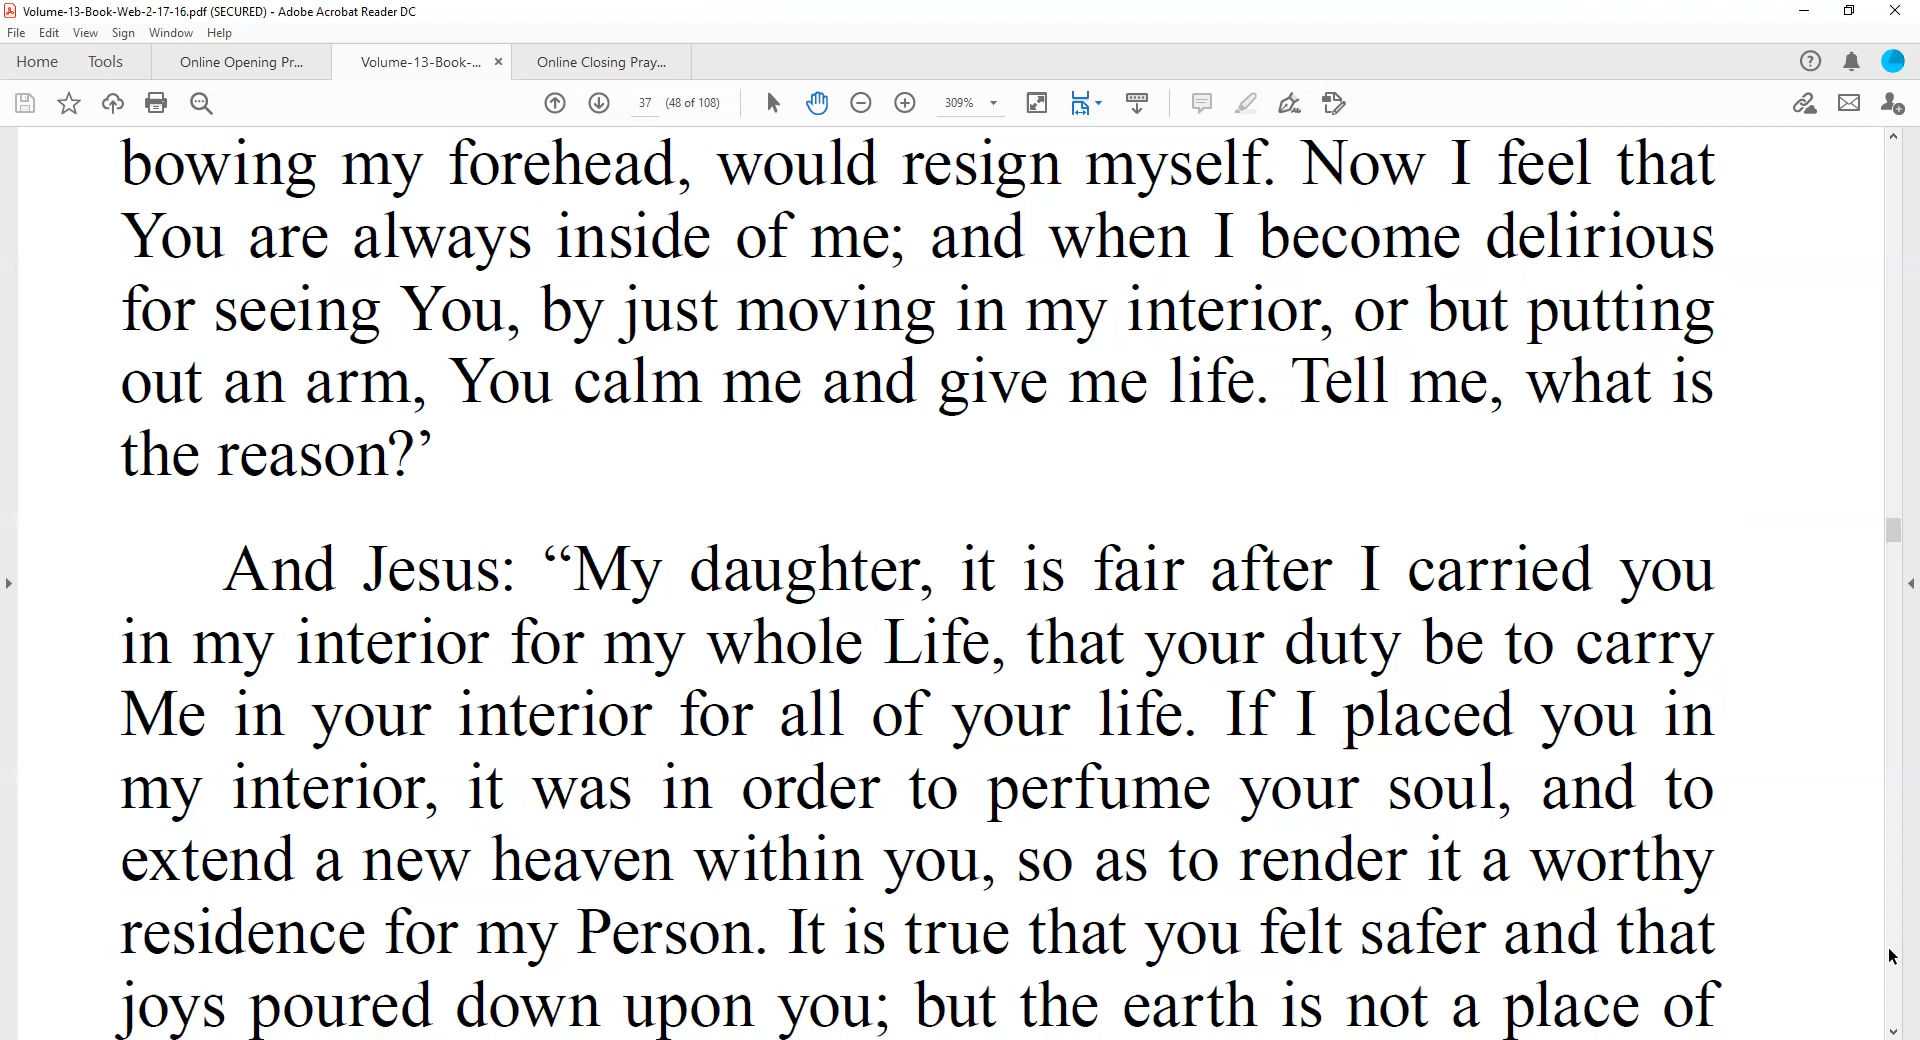 Volume-13-Book-Web-2-17-16.pdf (SECURED) - Adobe Acrobat Reader DC
File Edit View Sign Window Help
Home Tools Online Opening Pr... Volume-13-Book-... × Online Closing Pray...
37 (48 of 108) 309%
bowing my forehead, would resign myself. Now I feel that
You are always inside of me; and when I become delirious
for seeing You, by just moving in my interior, or but putting
out an arm, You calm me and give me life. Tell me, what is
the reason?’
And Jesus: “My daughter, it is fair after I carried you
in my interior for my whole Life, that your duty be to carry
Me in your interior for all of your life. If I placed you in
my interior, it was in order to perfume your soul, and to
extend a new heaven within you, so as to render it a worthy
residence for my Person. It is true that you felt safer and that
joys poured down upon you; but the earth is not a place of